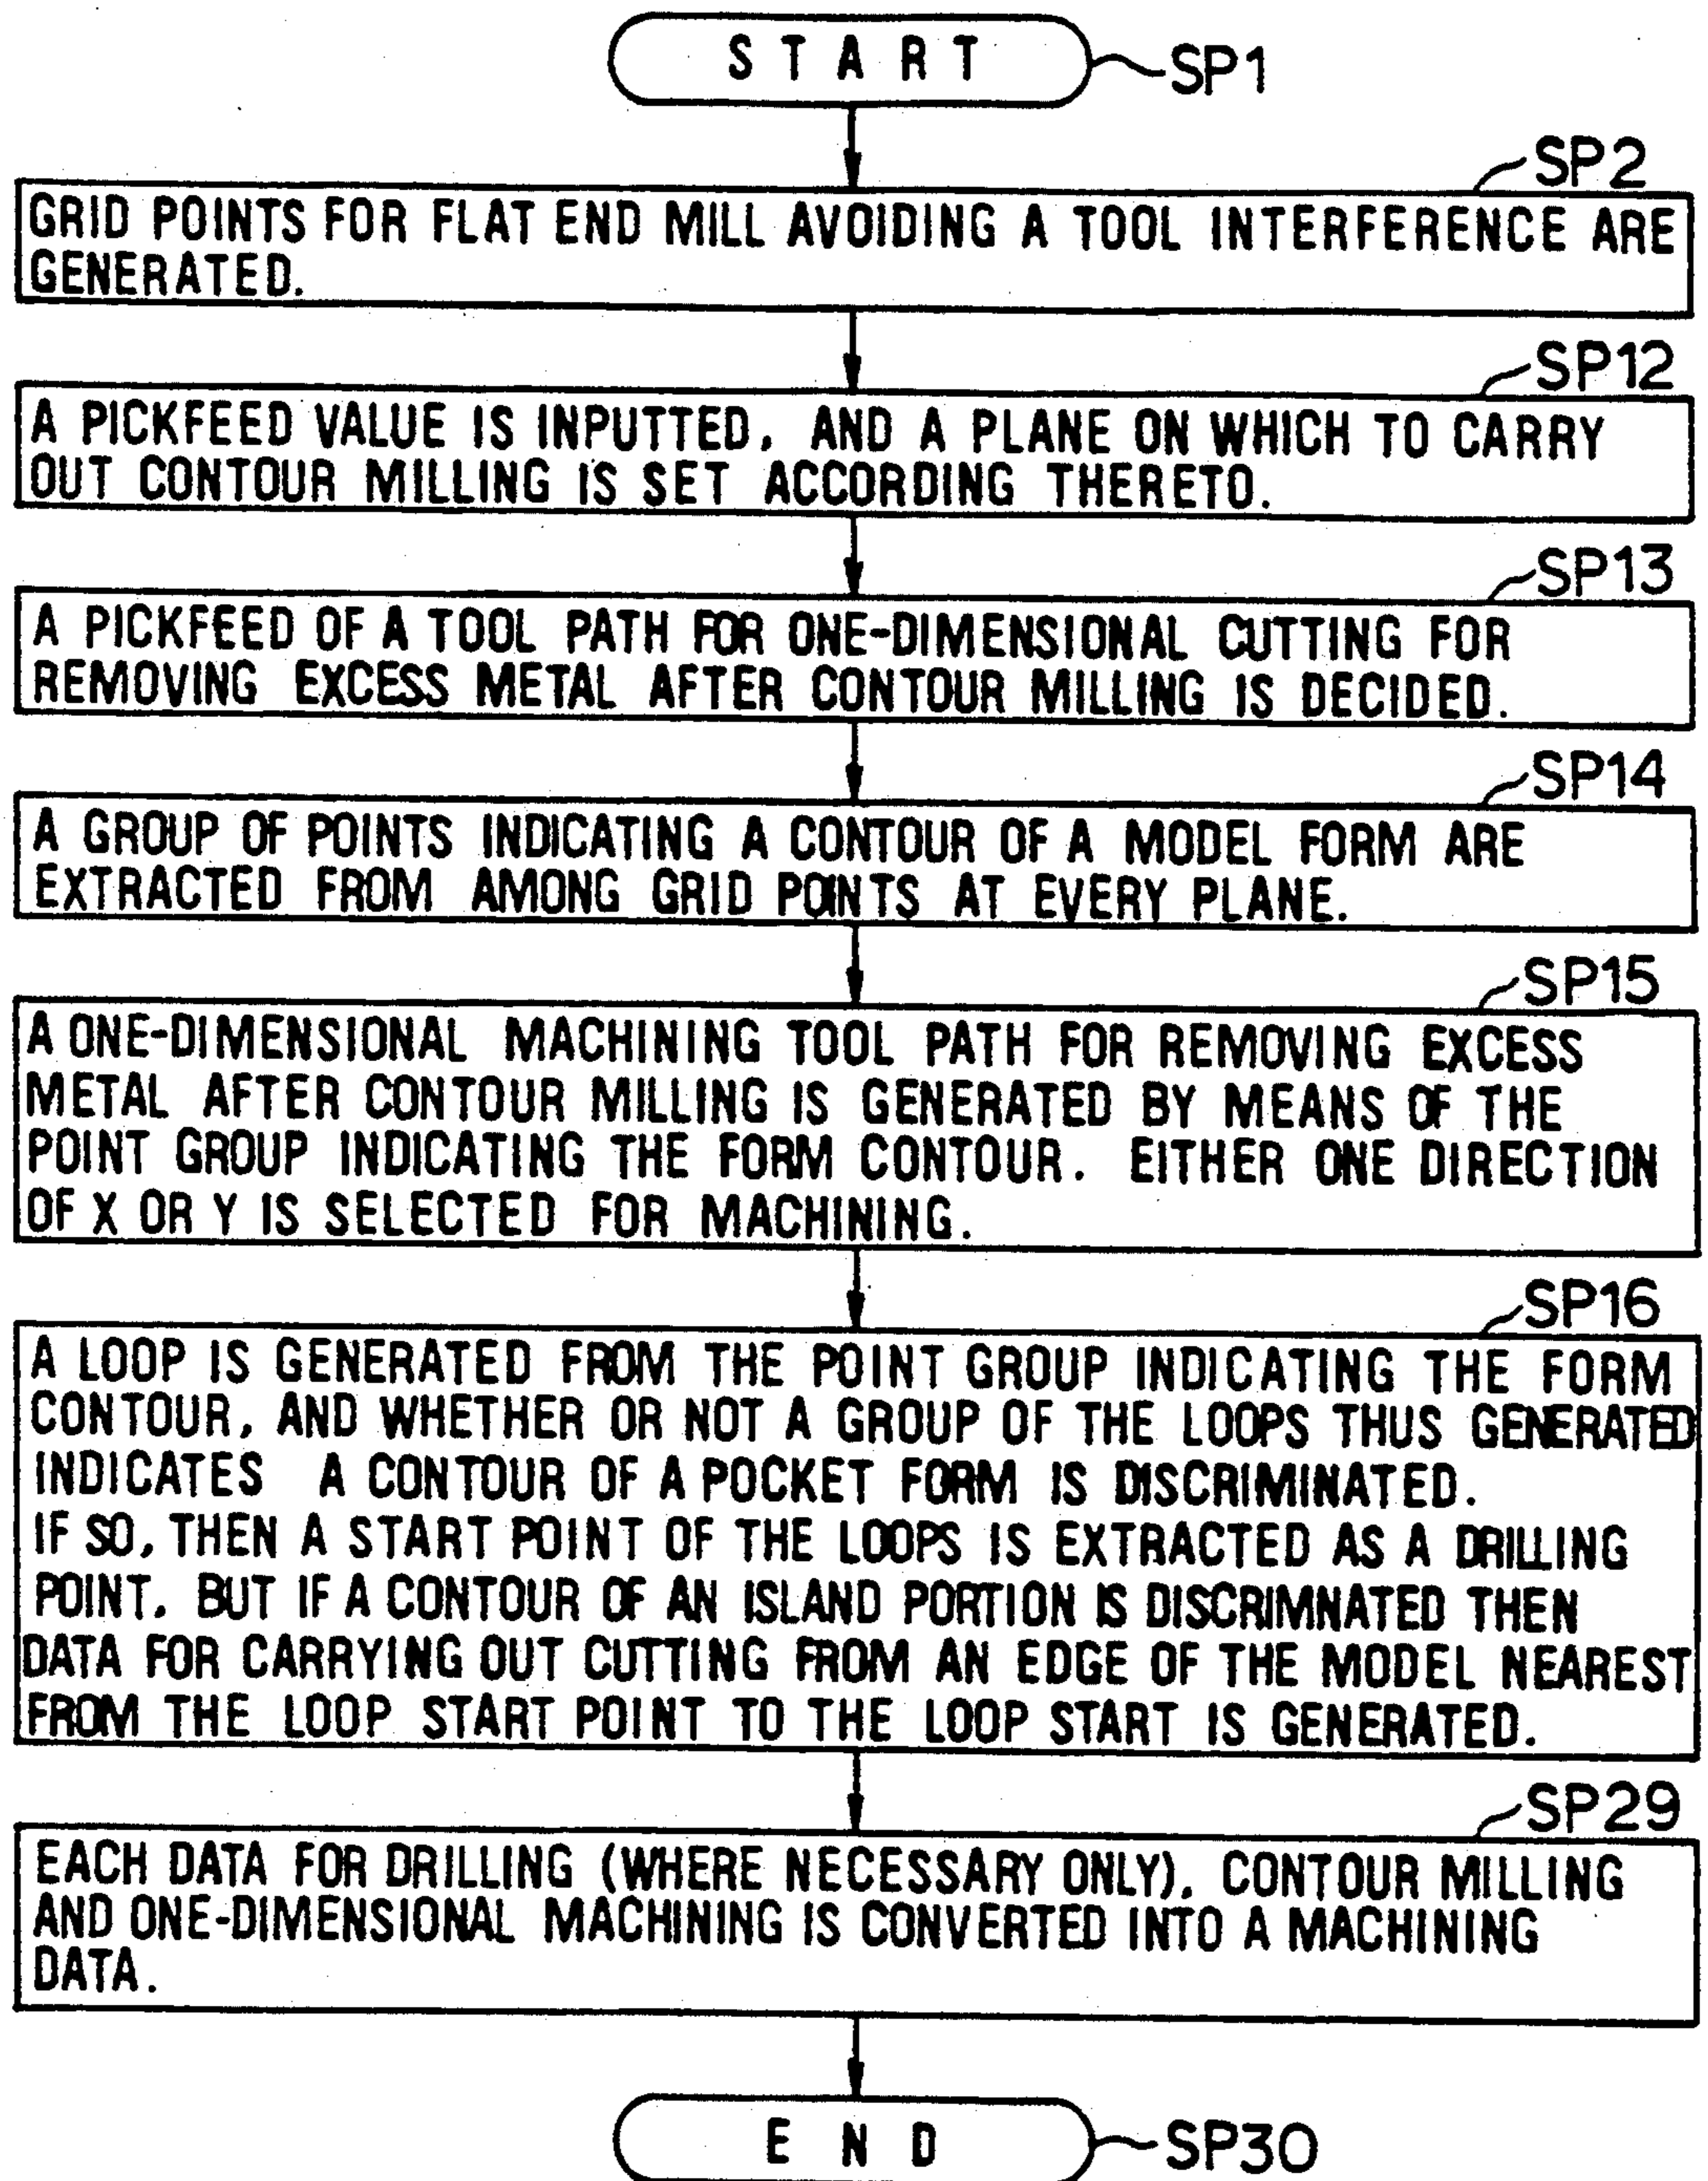 START
SP1
SP2
GRID POINTS FOR FLAT END MILL AVOIDING A TOOL INTERFERENCE ARE
GENERATED.
SP12
A PICKFEED VALUE IS INPUTTED, AND A PLANE ON WHICH TO CARRY
OUT CONTOUR MILLING IS SET ACCORDING THERETO.
SP13
A PICKFEED OF A TOOL PATH FOR ONE-DIMENSIONAL CUTTING FOR
REMOVING EXCESS METAL AFTER CONTOUR MILLING IS DECIDED.
SP14
A GROUP OF POINTS INDICATING A CONTOUR OF A MODEL FORM ARE
EXTRACTED FROM AMONG GRID POINTS AT EVERY PLANE.
SP15
A ONE-DIMENSIONAL MACHINING TOOL PATH FOR REMOVING EXCESS
METAL AFTER CONTOUR MILLING IS GENERATED BY MEANS OF THE
POINT GROUP INDICATING THE FORM CONTOUR. EITHER ONE DIRECTION
OF X OR Y IS SELECTED FOR MACHINING.
SP16
A LOOP IS GENERATED FROM THE POINT GROUP INDICATING THE FORM
CONTOUR, AND WHETHER OR NOT A GROUP OF THE LOOPS THUS GENERATED
INDICATES A CONTOUR OF A POCKET FORM IS DISCRIMINATED.
IF SO, THEN A START POINT OF THE LOOPS IS EXTRACTED AS A DRILLING
POINT, BUT IF A CONTOUR OF AN ISLAND PORTION IS DISCRIMNATED THEN
DATA FOR CARRYING OUT CUTTING FROM AN EDGE OF THE MODEL NEAREST
FROM THE LOOP START POINT TO THE LOOP START IS GENERATED.
SP29
EACH DATA FOR DRILLING (WHERE NECESSARY ONLY), CONTOUR MILLING
AND ONE-DIMENSIONAL MACHINING IS CONVERTED INTO A MACHINING
DATA.
END
SP30